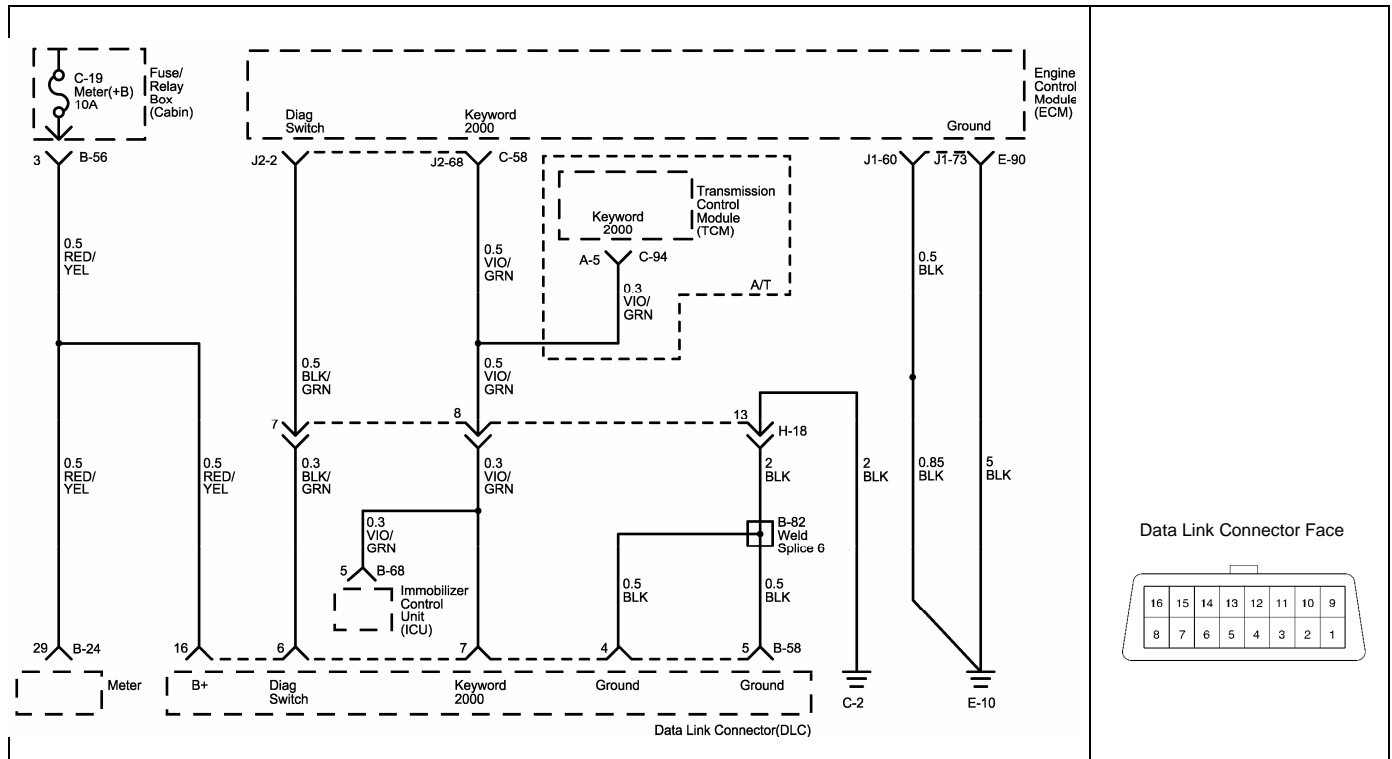 C-19
Meter(+B)
10A
Fuse/
Relay
Box
(Cabin)
Diag
Switch
Keyword
2000
Ground
Engine
Control
Module
(ECM)
3
B-56
J2-2
J2-68
C-58
J1-60
J1-73
E-90
Keyword
2000
Transmission
Control
Module
(TCM)
A-5
C-94
A/T
0.5
RED/
YEL
0.5
VIO/
GRN
0.3
VIO/
GRN
0.5
BLK
0.5
BLK/
GRN
0.5
VIO/
GRN
7
8
13
H-18
0.5
RED/
YEL
0.5
RED/
YEL
0.3
BLK/
GRN
0.3
VIO/
GRN
2
BLK
2
BLK
0.85
BLK
5
BLK
0.3
VIO/
GRN
B-82
Weld
Splice 6
5
B-68
Immobilizer
Control
Unit
(ICU)
0.5
BLK
0.5
BLK
29
B-24
16
6
7
4
5
B-58
Meter
B+
Diag
Switch
Keyword
2000
Ground
Ground
C-2
E-10
Data Link Connector(DLC)
Data Link Connector Face
16 15 14 13 12 11 10 9
8 7 6 5 4 3 2 1